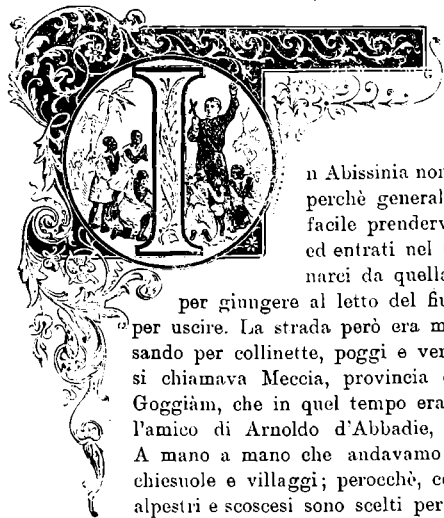 In Abissinia non
perchè general
facile prenderv
ed entrati nel
narci da quella
per giungere al letto del fiu
per uscire. La strada però era m
sando per collinette, poggi e ver
si chiamava Meccia, provincia
Goggiàm, che in quel tempo era
l'amico di Arnoldo d'Abbadie,
A mano a mano che andavamo
chiesuole e villaggi; perocchè, c
alpestri e scoscesi sono scelti per